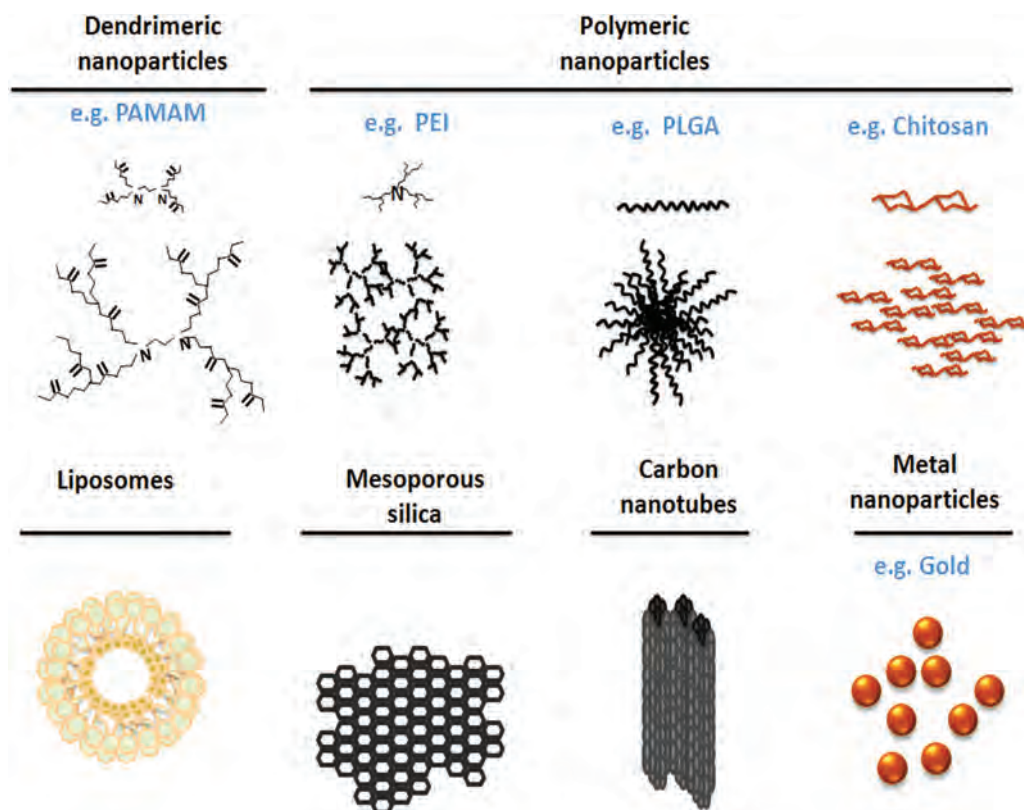 Dendrimeric
nanoparticles
Polymeric
nanoparticles
e.g. PAMAM
e.g. PEI
e.g. PLGA
e.g. Chitosan
N
N
N
N
N
Liposomes
Mesoporous
silica
Carbon
nanotubes
Metal
nanoparticles
e.g. Gold